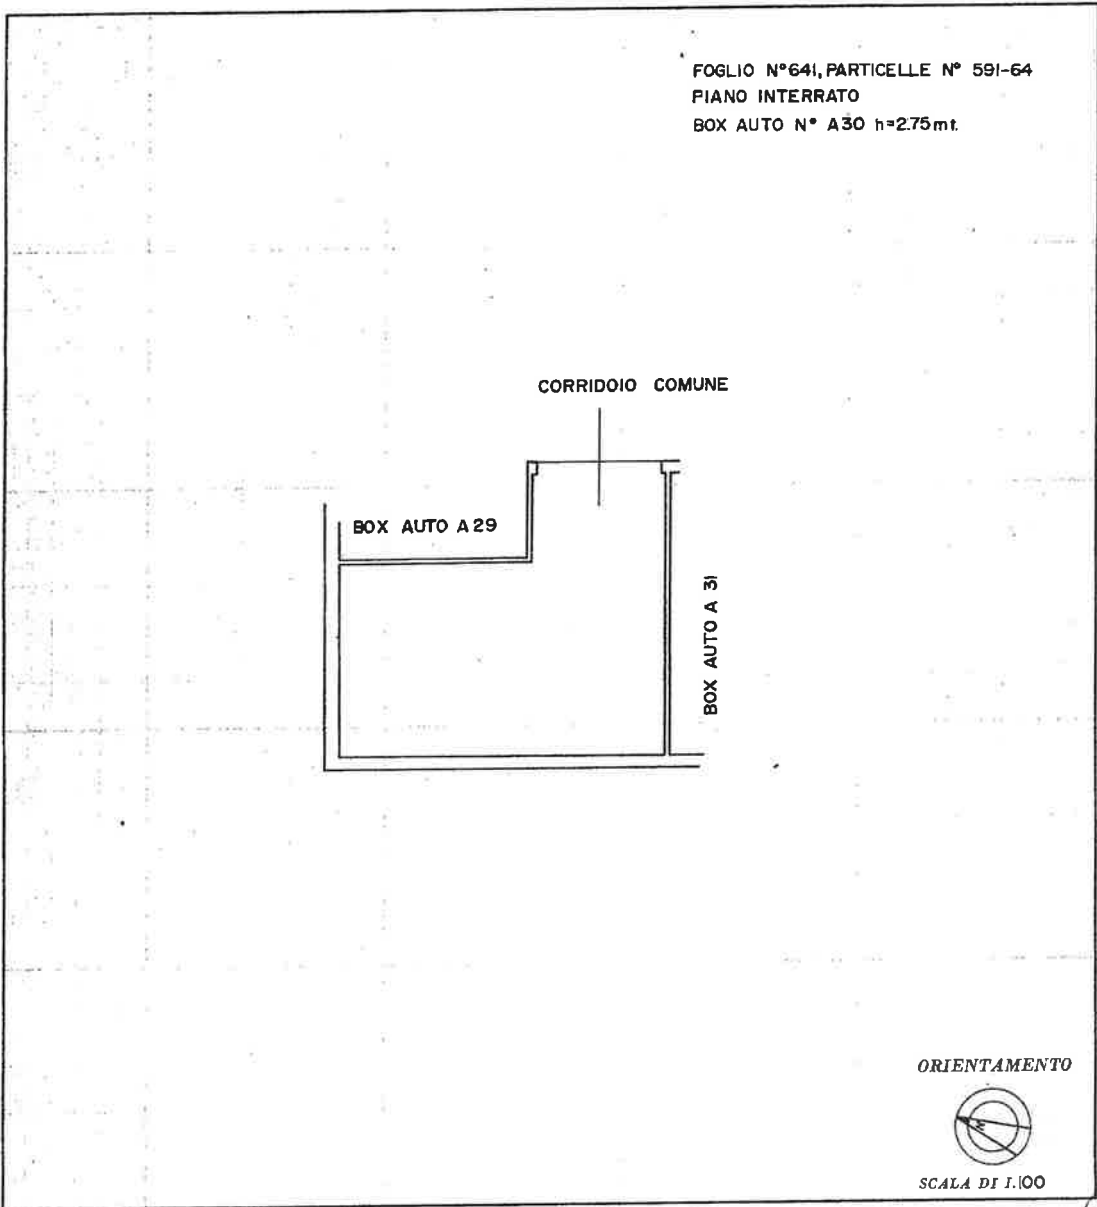 FOGLIO N°641, PARTICELLE N° 591-64
PIANO INTERRATO
BOX AUTO N° A30 h=2.75mt.
CORRIDOIO COMUNE
BOX AUTO A29
BOX AUTO A 31
ORIENTAMENTO
N
SCALA DI 1.100